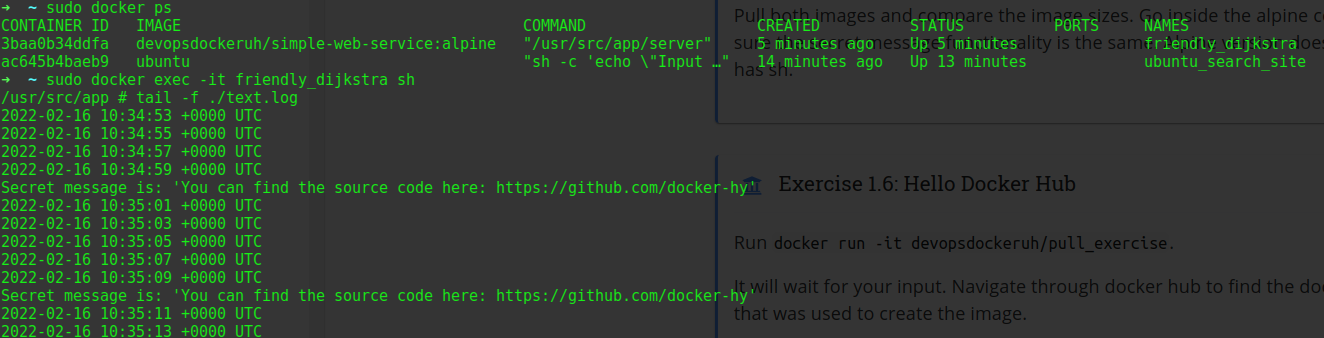 ➜  ~ sudo docker ps
CONTAINER ID   IMAGE                                          COMMAND                  CREATED          STATUS          PORTS     NAMES
3baa0b34ddfa   devopsdockeruh/simple-web-service:alpine   "/usr/src/app/server"    5 minutes ago    Up 5 minutes              friendly_dijkstra
ac645b4baeb9   ubuntu                                     "sh -c 'echo \"Input …"   14 minutes ago   Up 13 minutes             ubuntu_search_site
➜  ~ sudo docker exec -it friendly_dijkstra sh
/usr/src/app # tail -f ./text.log
2022-02-16 10:34:53 +0000 UTC
2022-02-16 10:34:55 +0000 UTC
2022-02-16 10:34:57 +0000 UTC
2022-02-16 10:34:59 +0000 UTC
Secret message is: 'You can find the source code here: https://github.com/docker-hy'
2022-02-16 10:35:01 +0000 UTC
2022-02-16 10:35:03 +0000 UTC
2022-02-16 10:35:05 +0000 UTC
2022-02-16 10:35:07 +0000 UTC
2022-02-16 10:35:09 +0000 UTC
Secret message is: 'You can find the source code here: https://github.com/docker-hy'
2022-02-16 10:35:11 +0000 UTC
2022-02-16 10:35:13 +0000 UTC
Pull both images and compare the image sizes. Go inside the alpine
sure message functionality is the same.
has sh.
Exercise 1.6: Hello Docker Hub
Run docker run -it devopsdockeruh/pull_exercise.
It will wait for your input. Navigate through docker hub to find the
that was used to create the image.